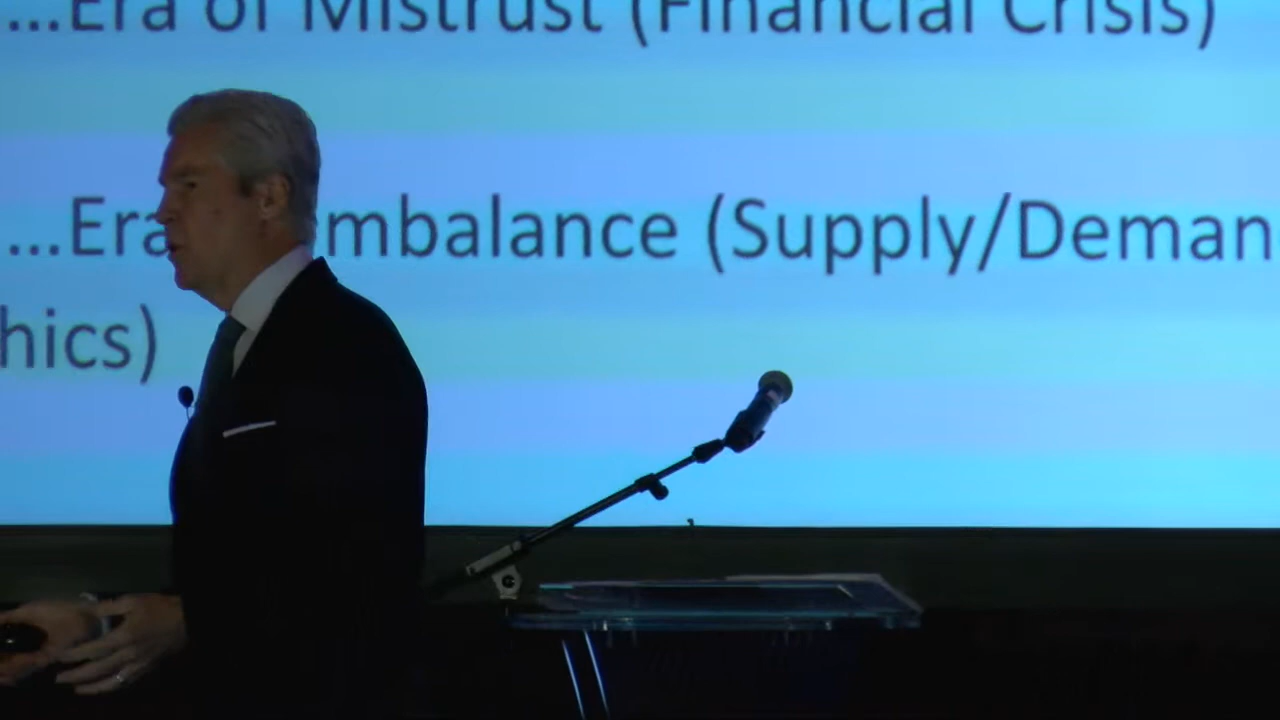 ...Era of Mistrust (Financial Crisis)
...Era mbalance (Supply/Deman
hics)